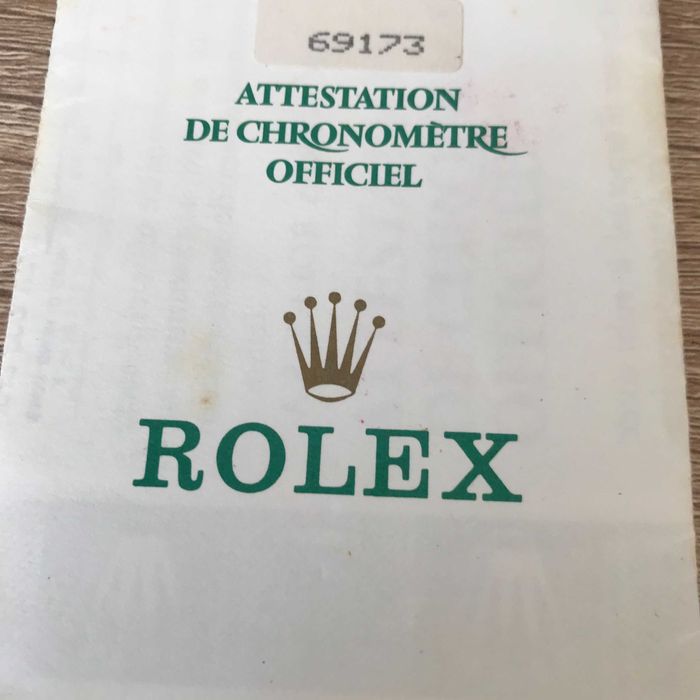 69173
ATTESTATION
DE CHRONOMÈTRE
OFFICIEL
ROLEX